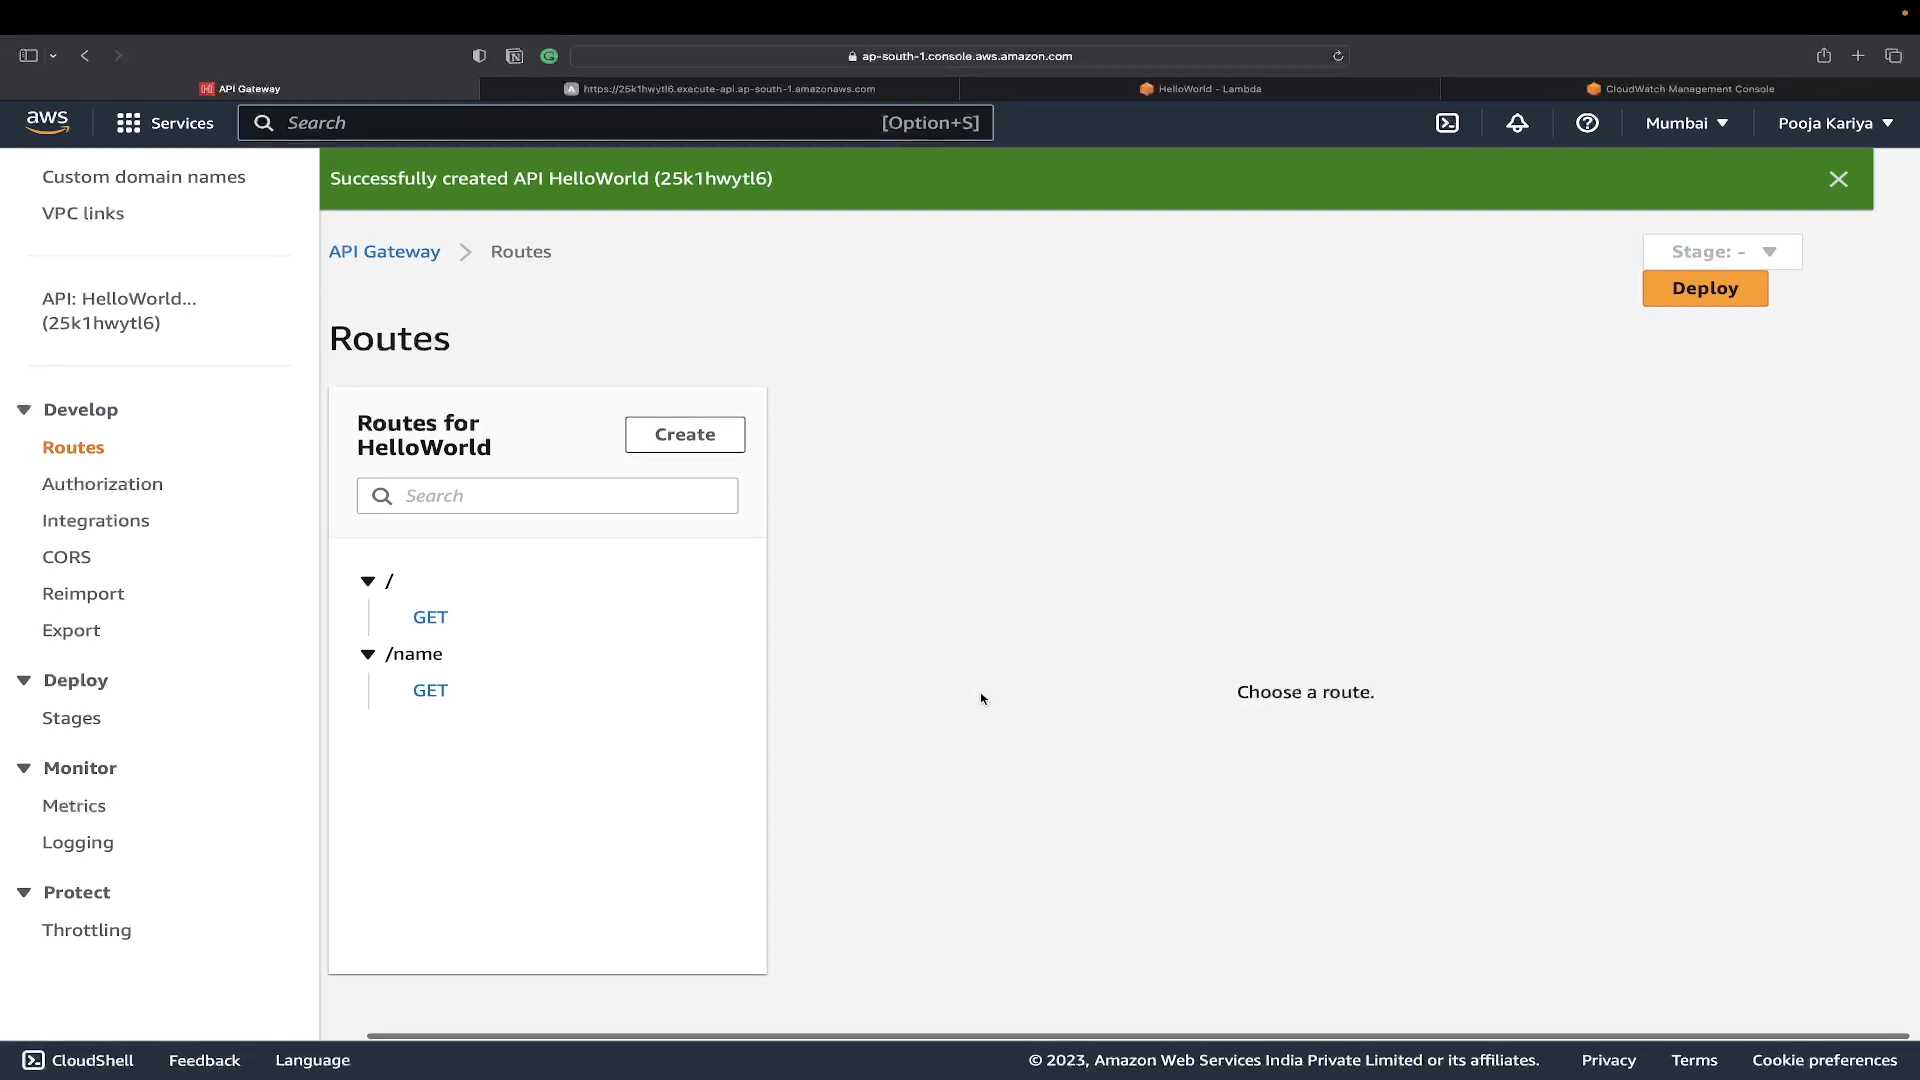 ap-south-1.console.aws.amazon.com
API Gateway
https://25k1hwytl6.execute-api.ap-south-1.amazonaws.com
HelloWorld - Lambda
CloudWatch Management Console
aws
Services
Search
[Option+S]
Mumbai
Pooja Kariya
Custom domain names
VPC links
API: HelloWorld...
(25k1hwytl6)
Develop
Routes
Authorization
Integrations
CORS
Reimport
Export
Deploy
Stages
Monitor
Metrics
Logging
Protect
Throttling
Successfully created API HelloWorld (25k1hwytl6)
API Gateway
Routes
Stage: -
Deploy
Routes
Routes for
HelloWorld
Create
Search
/
GET
/name
GET
Choose a route.
CloudShell
Feedback
Language
© 2023, Amazon Web Services India Private Limited or its affiliates.
Privacy
Terms
Cookie preferences